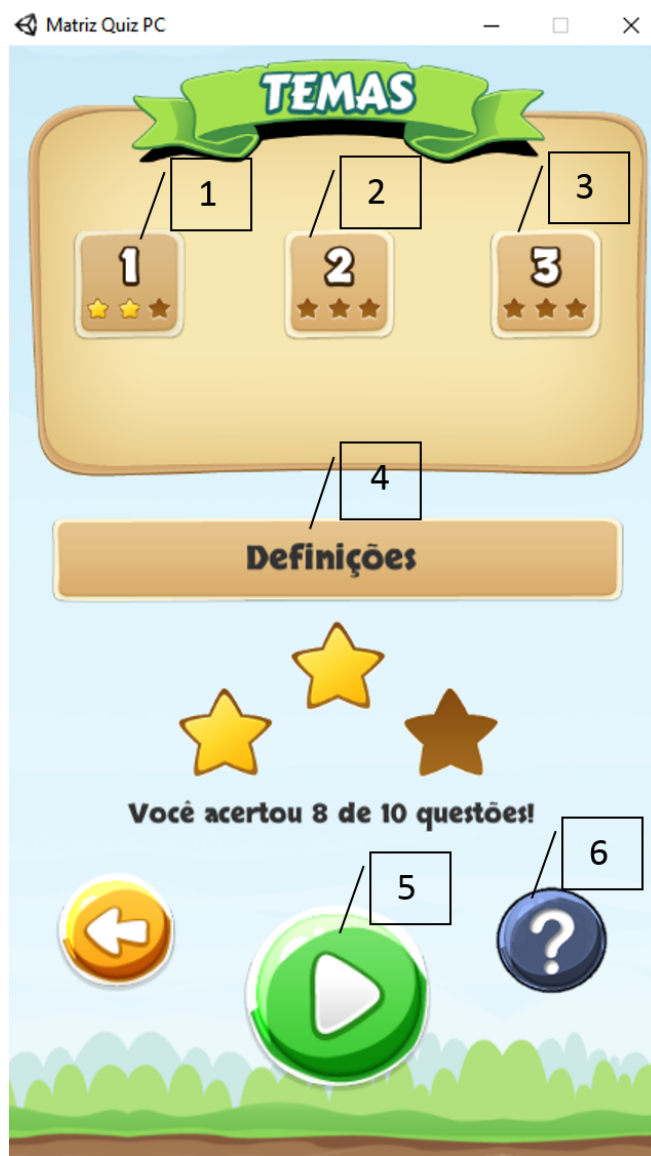 Matriz Quiz PC
TEMAS
1 2 3
1 2 3
4
Definições
Você acertou 8 de 10 questões!
5 6
?